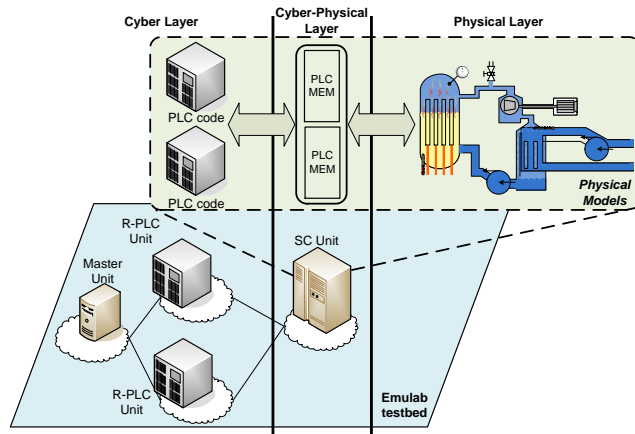 Cyber Layer
Cyber-Physical
Layer
Physical Layer
PLC
MEM
PLC code
PLC
MEM
PLC code
Physical
Models
R-PLC
Unit
SC Unit
Master
Unit
R-PLC
Unit
Emulab
testbed